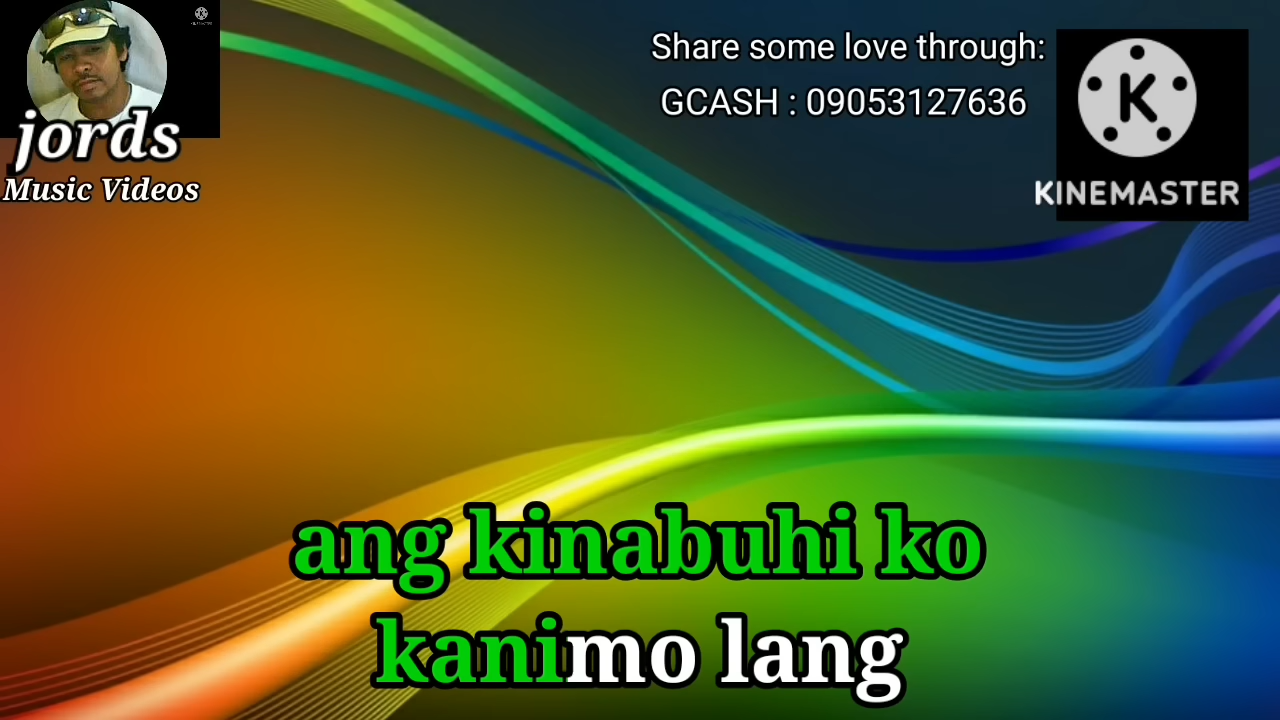 jords
Music Videos
Share some love through:
GCASH : 09053127636
K
KINEMASTER
ang kinabuhi ko
kanimo lang